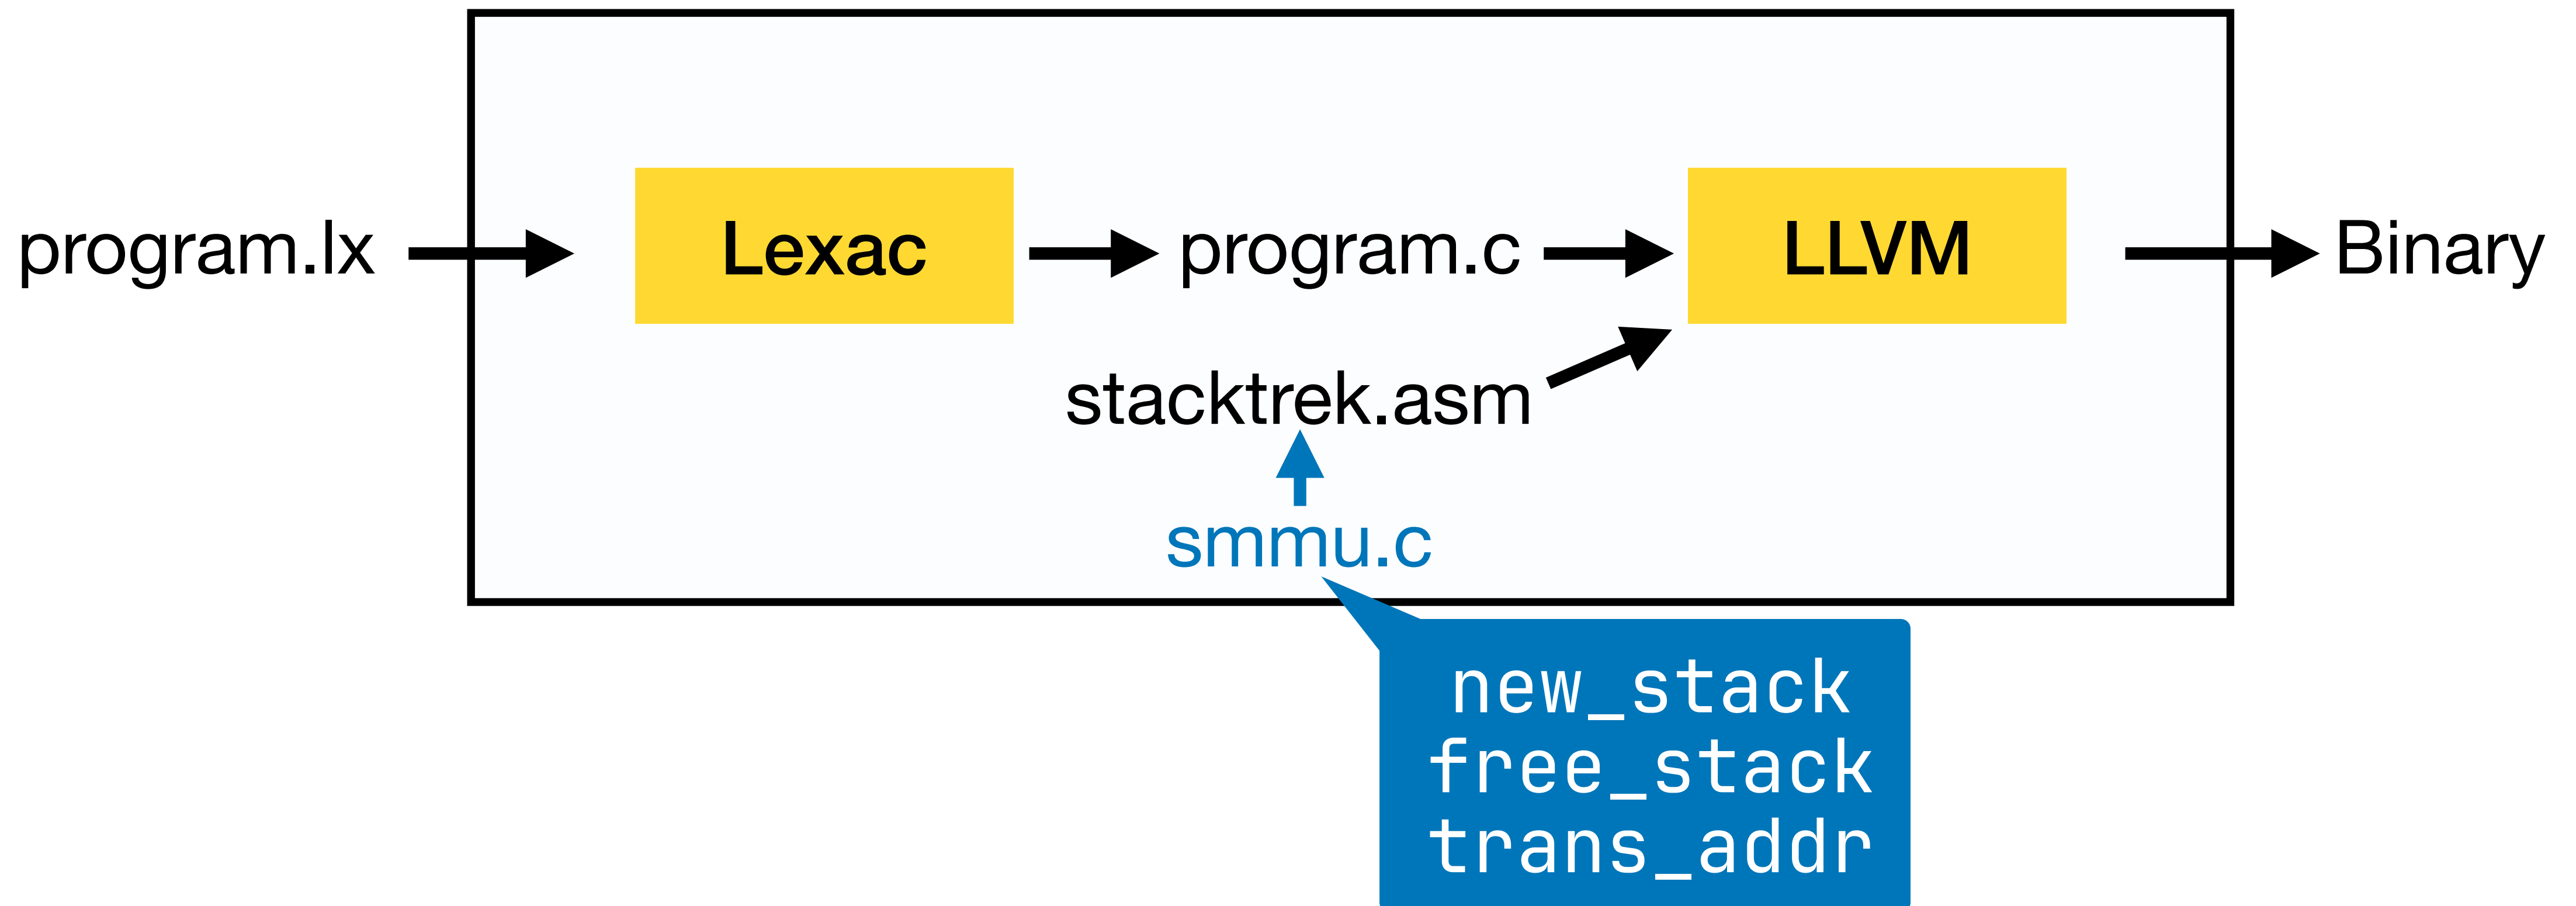 program.lx
Lexac
program.c
LLVM
Binary
stacktrek.asm
smmu.c
new_stack
free_stack
trans_addr